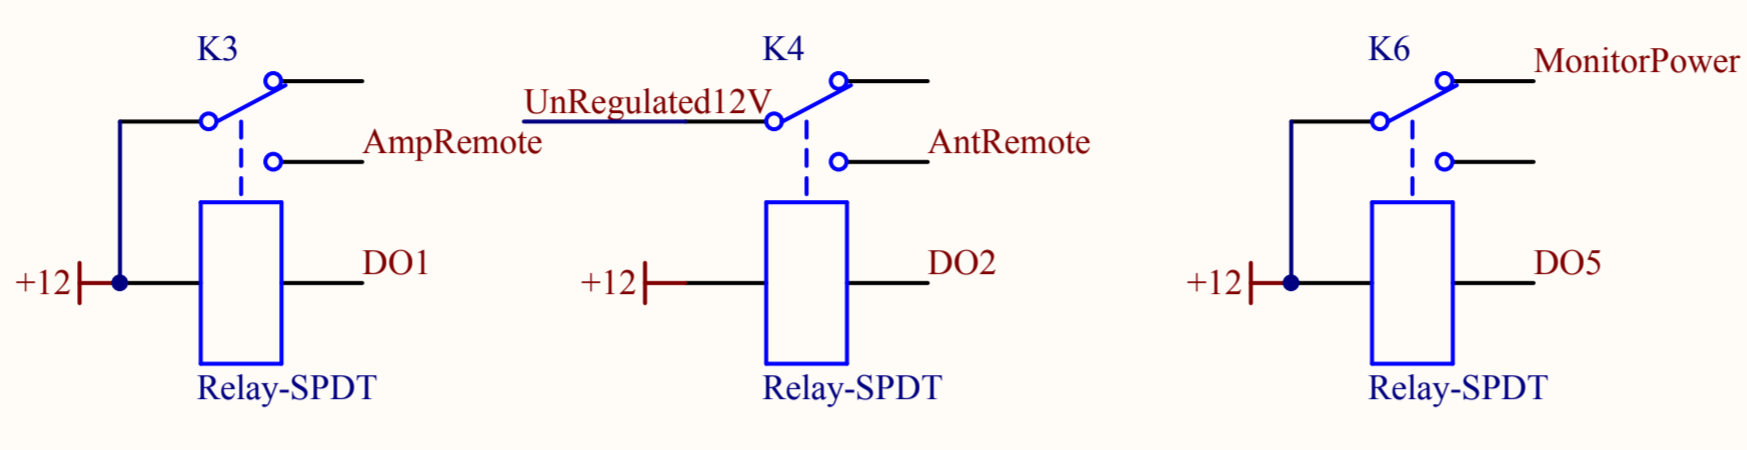 K3
AmpRemote
+12
DO1
Relay-SPDT
K4
UnRegulated12V
AntRemote
+12
DO2
Relay-SPDT
K6
MonitorPower
+12
DO5
Relay-SPDT